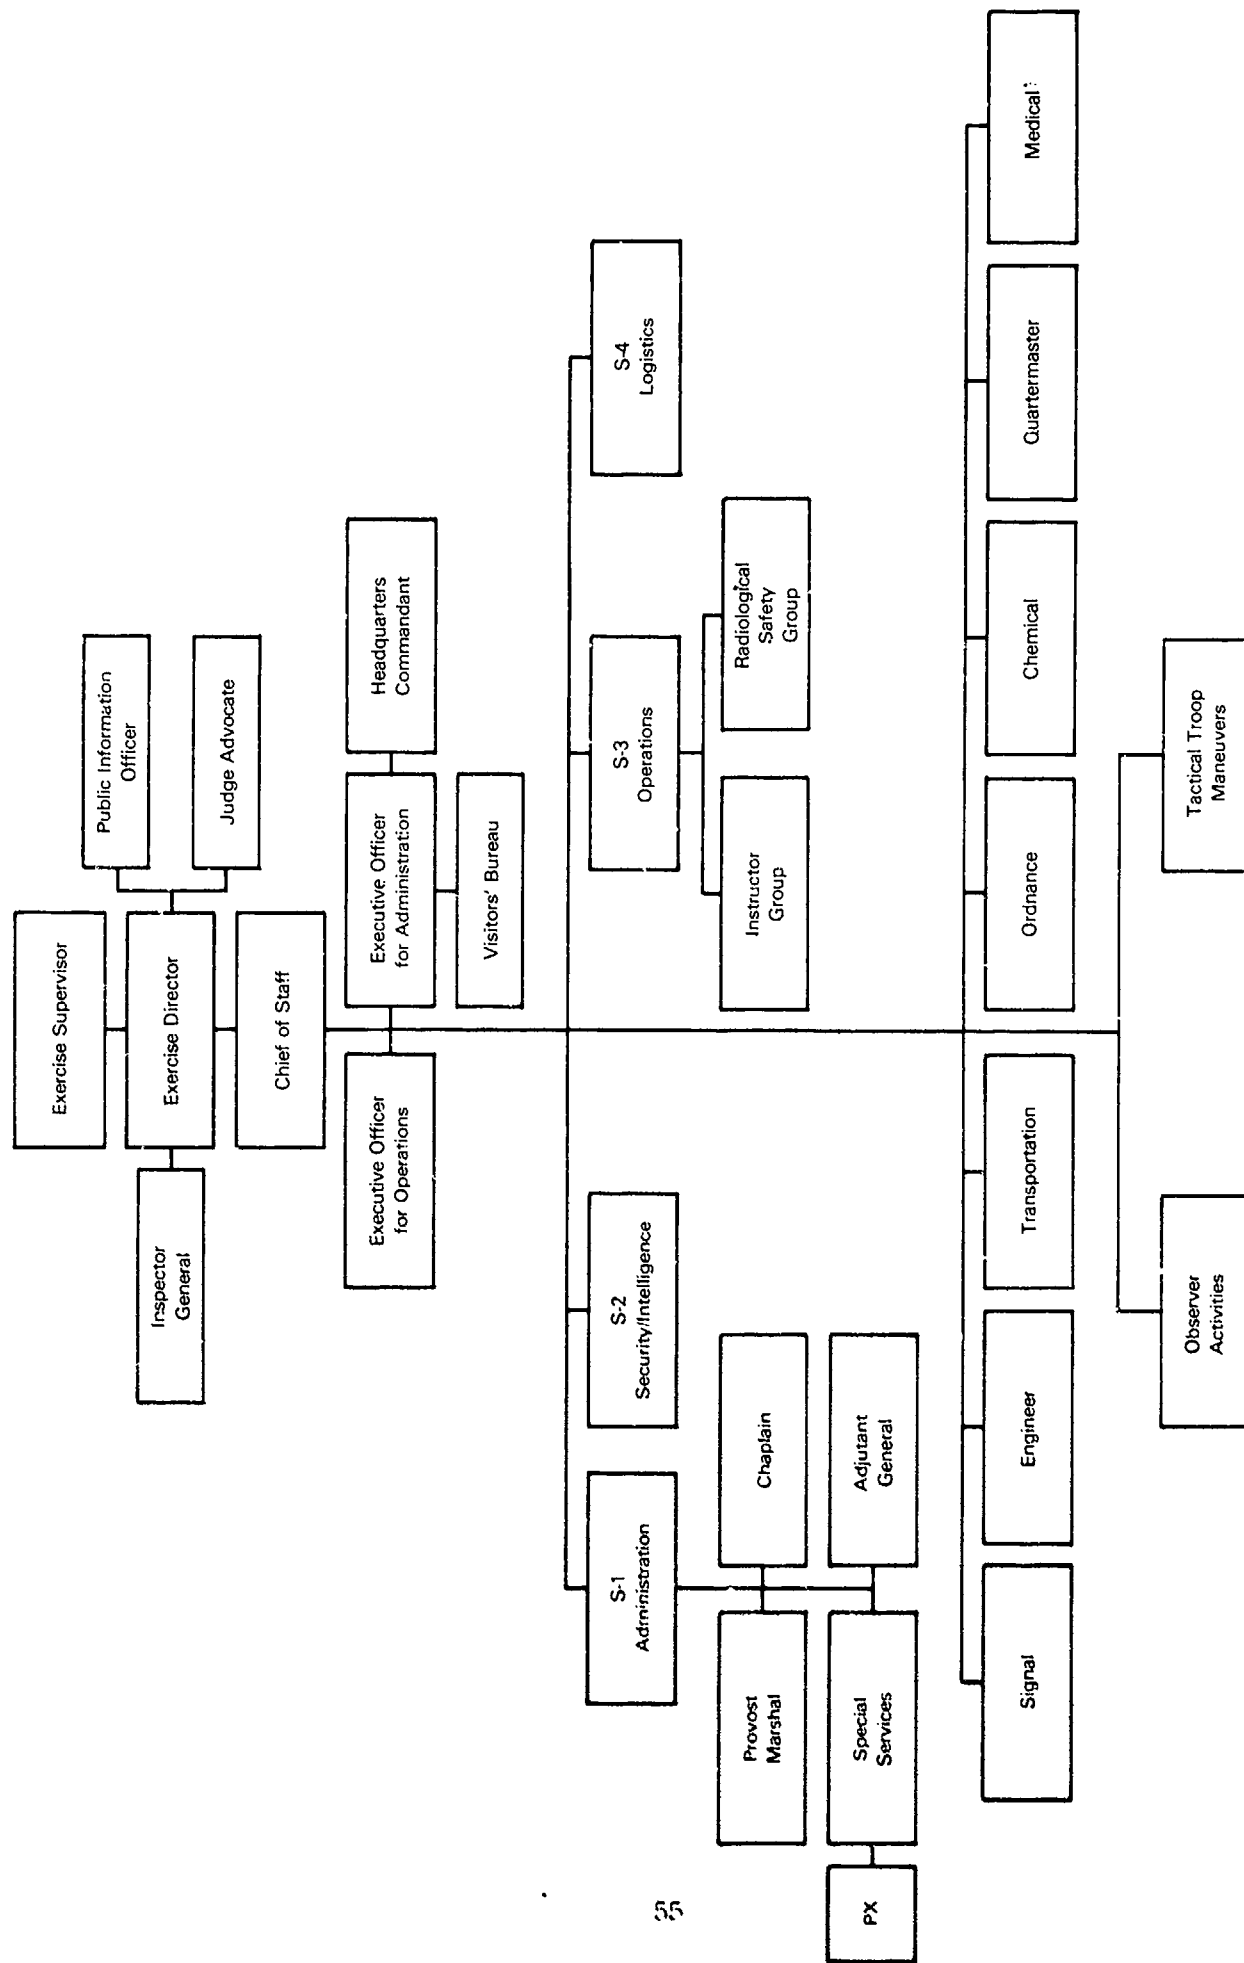 Exercise Supervisor
Public Information
Officer
Inspector
General
Exercise Director
Judge Advocate
Chief of Staff
Executive Officer
for Operations
Executive Officer
for Administration
Headquarters
Commandant
Visitors' Bureau
S-1
Administration
S-2
Security/Intelligence
S-3
Operations
S-4
Logistics
Provost
Marshal
Chaplain
Instructor
Group
Radiological
Safety
Group
PX
Special
Services
Adjutant
General
Signal
Engineer
Transportation
Ordnance
Chemical
Quartermaster
Medical
Observer
Activities
Tactical Troop
Maneuvers